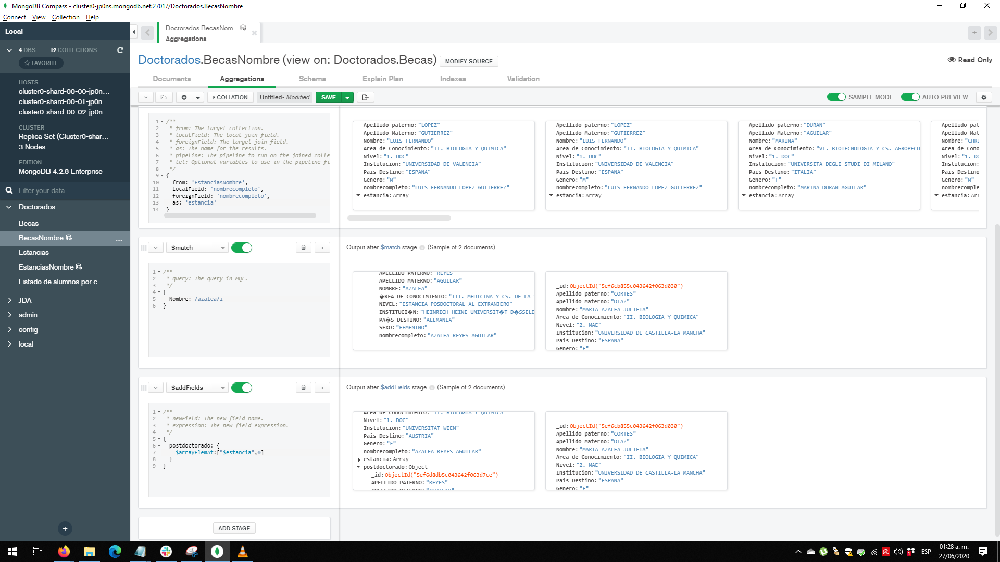 MongoDB Compass - cluster0-jp0ns.mongodb.net:27017/Doctorados.BecasNombre
Connect View Collection Help
Local
4 DBS 12 COLLECTIONS
FAVORITE
HOSTS
cluster0-shard-00-00-jp0n...
cluster0-shard-00-01-jp0n...
cluster0-shard-00-02-jp0n...
CLUSTER
Replica Set (Cluster0-shar...
3 Nodes
EDITION
MongoDB 4.2.8 Enterprise
Filter your data
Doctorados
Becas
BecasNombre ...
Estancias
EstanciasNombre
Listado de alumnos por c...
JDA
admin
config
local
Doctorados.BecasNom...
Aggregations
Doctorados.BecasNombre (view on: Doctorados.Becas) MODIFY SOURCE
Read Only
Documents Aggregations Schema Explain Plan Indexes Validation
COLLATION Untitled- Modified SAVE
SAMPLE MODE AUTO PREVIEW
1 /**
2 * from: The target collection.
3 * localField: The local join field.
4 * foreignField: The target join field.
5 * as: The name for the results.
6 * pipeline: The pipeline to run on the joined colle
7 * let: Optional variables to use in the pipeline fi
8 */
9 {
10 from: 'EstanciasNombre',
11 localField: 'nombrecompleto',
12 foreignField: 'nombrecompleto',
13 as: 'estancia'
14 }
Apellido paterno:"LOPEZ"
Apellido Materno:"GUTIERREZ"
Nombre:"LUIS FERNANDO"
Area de Conocimiento:"II. BIOLOGIA Y QUIMICA"
Nivel:"1. DOC"
Institucion:"UNIVERSIDAD DE VALENCIA"
Pais Destino:"ESPANA"
Genero:"M"
nombrecompleto:"LUIS FERNANDO LOPEZ GUTIERREZ"
estancia:Array
Apellido paterno:"LOPEZ"
Apellido Materno:"GUTIERREZ"
Nombre:"LUIS FERNANDO"
Area de Conocimiento:"II. BIOLOGIA Y QUIMICA"
Nivel:"1. DOC"
Institucion:"UNIVERSIDAD DE VALENCIA"
Pais Destino:"ESPANA"
Genero:"M"
nombrecompleto:"LUIS FERNANDO LOPEZ GUTIERREZ"
estancia:Array
Apellido paterno:"DURAN"
Apellido Materno:"AGUILAR"
Nombre:"MARINA"
Area de Conocimiento:"VI. BIOTECNOLOGIA Y CS. AGROPECU
Nivel:"1. DOC"
Institucion:"UNIVERSITA DEGLI STUDI DI MILANO"
Pais Destino:"ITALIA"
Genero:"F"
nombrecompleto:"MARINA DURAN AGUILAR"
estancia:Array
Apellido pat
Apellido Mat
Nombre:"CHRI
Area de Cono
Nivel:"1. DO
Institucion:
Pais Destino
Genero:"M"
nombrecomple
estancia:Arr
$match
Output after $match stage (Sample of 2 documents)
1 /**
2 * query: The query in MQL.
3 */
4 {
5 Nombre: /azalea/i
6 }
APELLIDO PATERNO:"REYES"
APELLIDO MATERNO:"AGUILAR"
NOMBRE:"AZALEA"
�REA DE CONOCIMIENTO:"III. MEDICINA Y CS. DE LA S
NIVEL:"ESTANCIA POSDOCTORAL AL EXTRANJERO"
INSTITUCI�N:"HEINRICH HEINE UNIVERSIT�T D�SSELD
PA�S DESTINO:"ALEMANIA"
SEXO:"FEMENINO"
nombrecompleto:"AZALEA REYES AGUILAR"
_id:ObjectId("5ef6cb855c043642f063d030")
Apellido paterno:"CORTES"
Apellido Materno:"DIAZ"
Nombre:"MARIA AZALEA JULIETA"
Area de Conocimiento:"II. BIOLOGIA Y QUIMICA"
Nivel:"2. MAE"
Institucion:"UNIVERSIDAD DE CASTILLA-LA MANCHA"
Pais Destino:"ESPANA"
Genero:"F"
$addFields
Output after $addFields stage (Sample of 2 documents)
1 /**
2 * newField: The new field name.
3 * expression: The new field expression.
4 */
5 {
6 postdoctorado: {
7 $arrayElemAt:["$estancia",0]
8 }
9 }
Area de Conocimiento:"II. BIOLOGIA Y QUIMICA"
Nivel:"1. DOC"
Institucion:"UNIVERSITAT WIEN"
Pais Destino:"AUSTRIA"
Genero:"F"
nombrecompleto:"AZALEA REYES AGUILAR"
estancia:Array
postdoctorado:Object
_id:ObjectId("5ef6d8db5c043642f063d7ce")
APELLIDO PATERNO:"REYES"
APELLIDO MATERNO:"AGUILAR"
_id:ObjectId("5ef6cb855c043642f063d030")
Apellido paterno:"CORTES"
Apellido Materno:"DIAZ"
Nombre:"MARIA AZALEA JULIETA"
Area de Conocimiento:"II. BIOLOGIA Y QUIMICA"
Nivel:"2. MAE"
Institucion:"UNIVERSIDAD DE CASTILLA-LA MANCHA"
Pais Destino:"ESPANA"
Genero:"F"
ADD STAGE
ESP
01:28 a. m.
27/06/2020